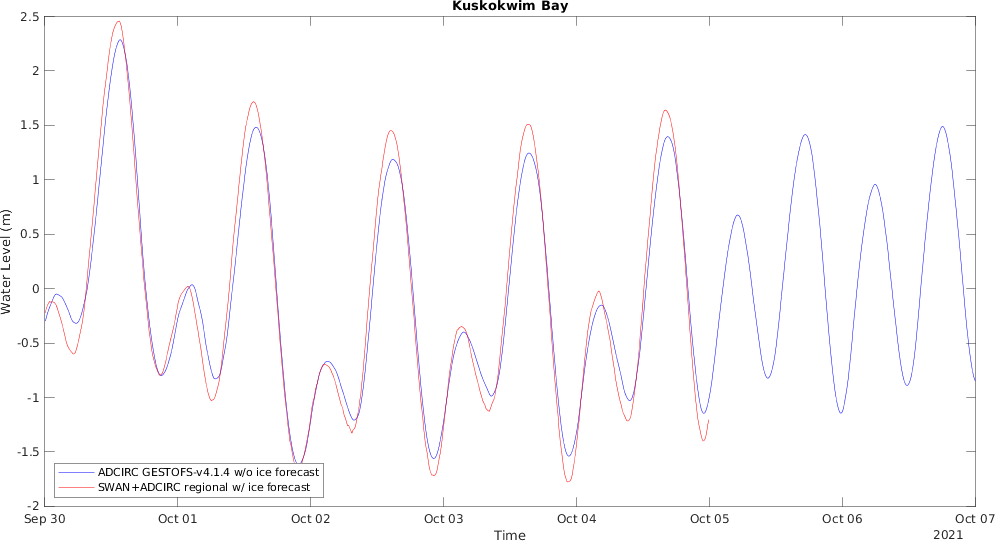 Kuskokwim Bay
2.5
2
1.5
1
0.5
0
-0.5
-1
-1.5
-2
Water Level (m)
ADCIRC GESTOFS-v4.1.4 w/o ice forecast
SWAN+ADCIRC regional w/ ice forecast
Sep 30 Oct 01 Oct 02 Oct 03 Oct 04 Oct 05 Oct 06 Oct 07
Time
2021